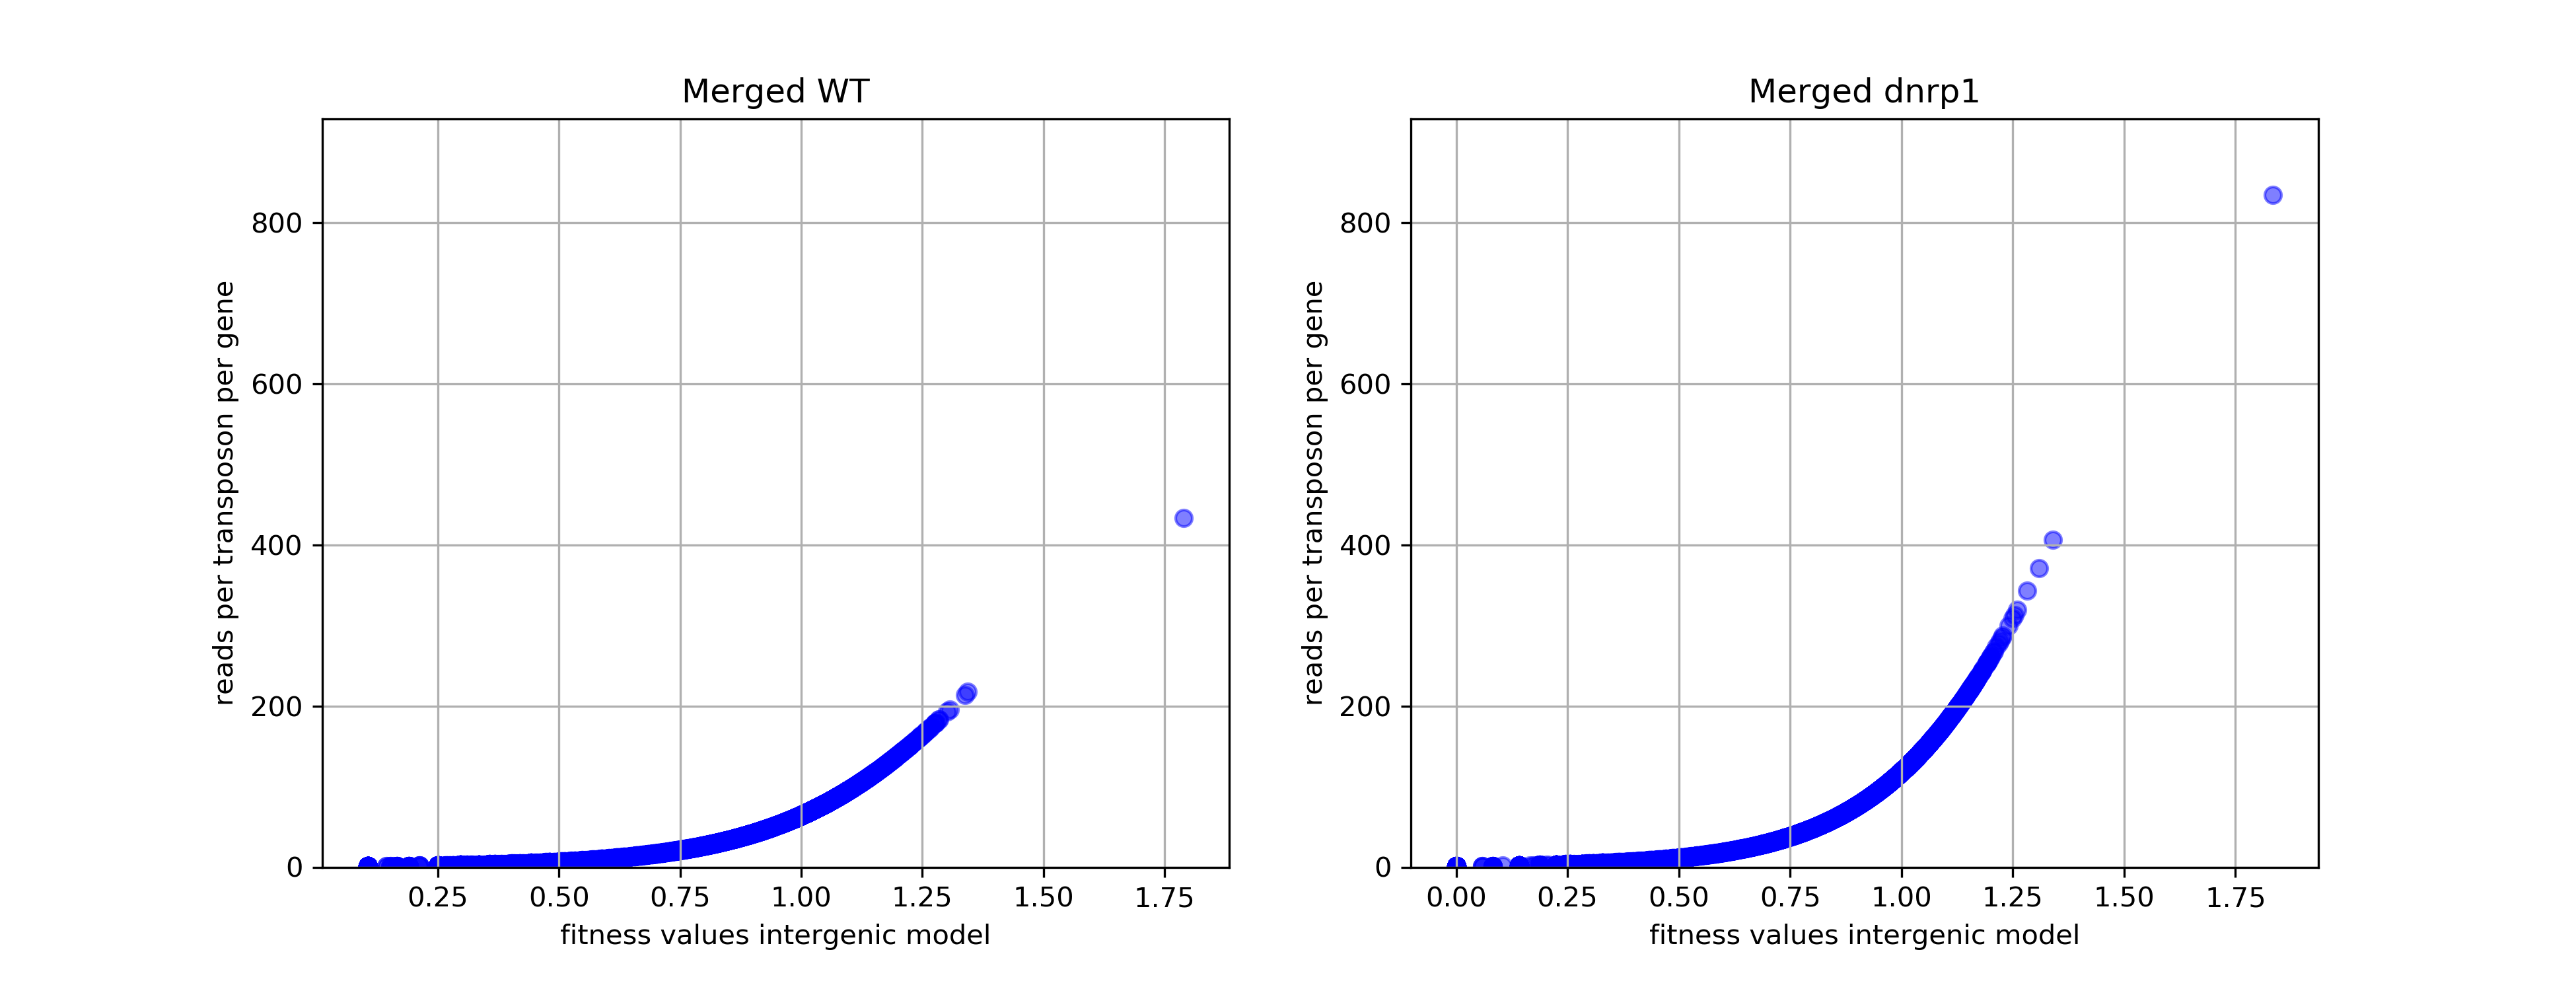 Merged WT
reads per transposon per gene
800
600
400
200
0
0.25 0.50 0.75 1.00 1.25 1.50 1.75
fitness values intergenic model
Merged dnrp1
reads per transposon per gene
800
600
400
200
0
0.00 0.25 0.50 0.75 1.00 1.25 1.50 1.75
fitness values intergenic model